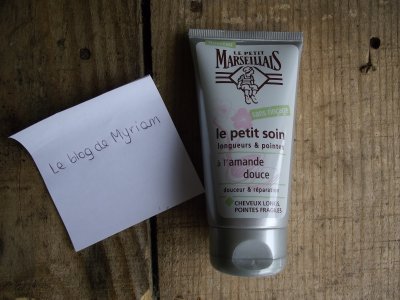 Le blog de Myriam
LE PETIT
MARSEILLAIS
sans rinçage
le petit soin
longueurs & pointes
à l'amande
douce
douceur & réparation
CHEVEUX LONGS,
POINTES FRAGILES